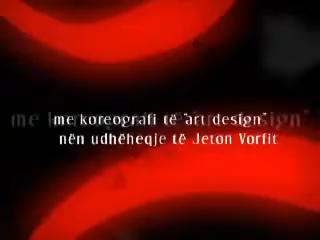 me koreografi të "art design"
nën udhëheqje të Jeton Vorfit